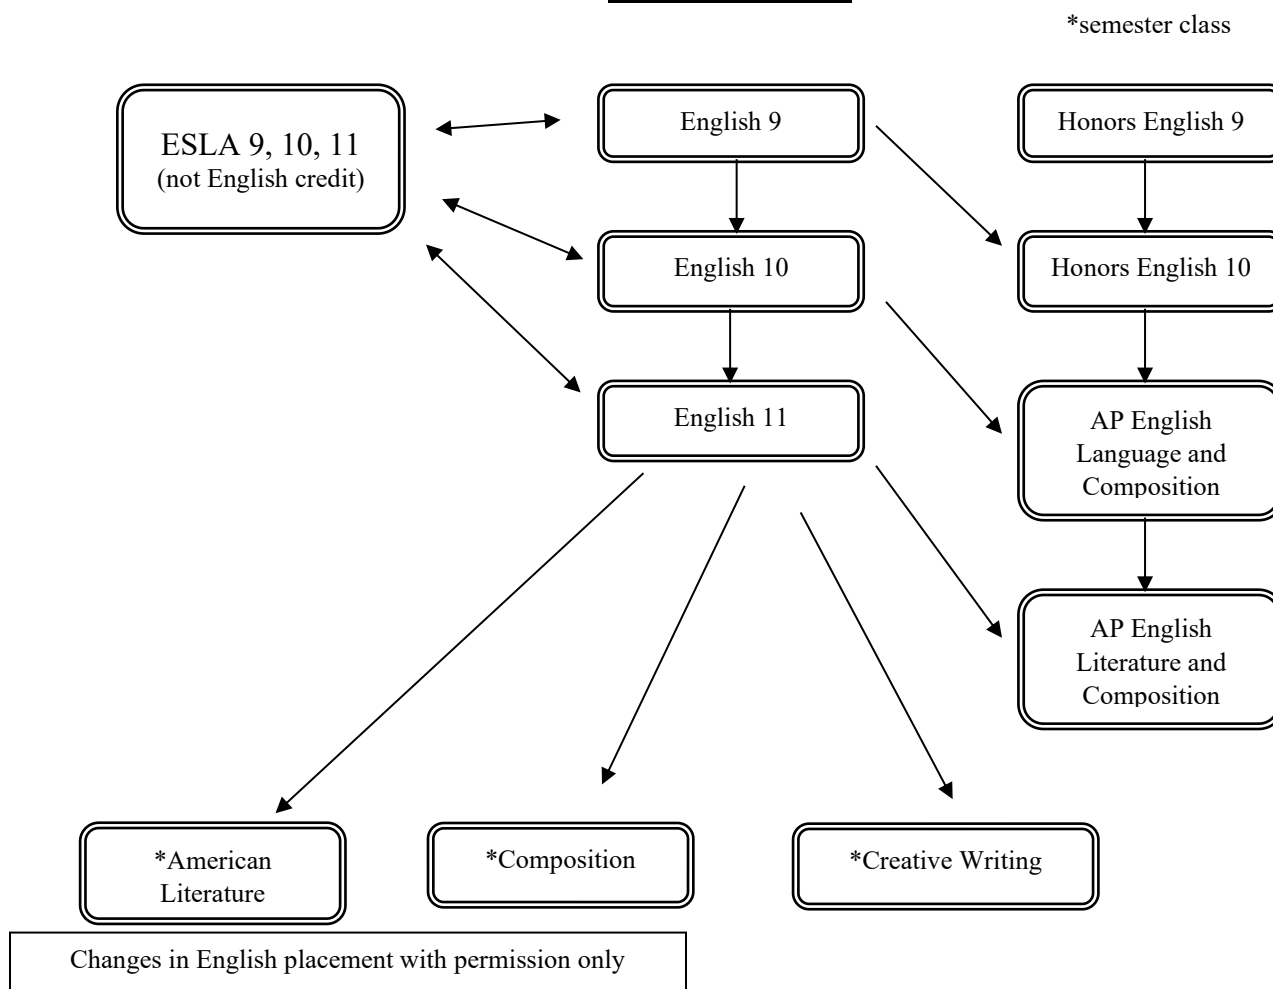 *semester class
ESLA 9, 10, 11
(not English credit)
English 9
Honors English 9
English 10
Honors English 10
English 11
AP English
Language and
Composition
AP English
Literature and
Composition
*American
Literature
*Composition
*Creative Writing
Changes in English placement with permission only